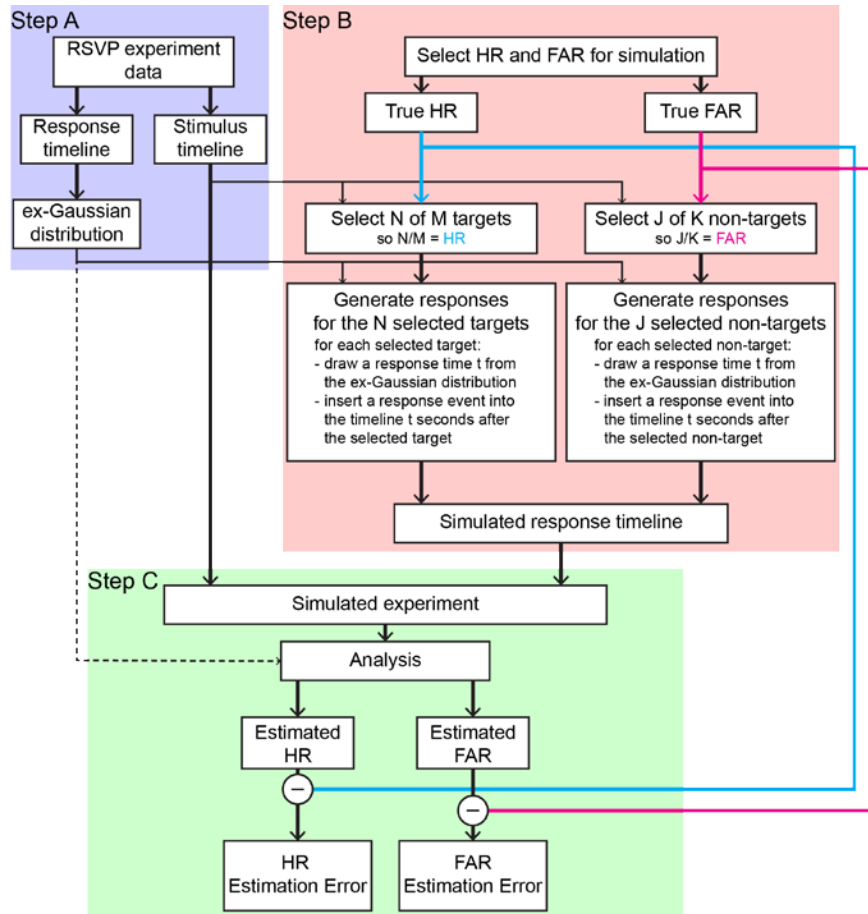 Step A
RSVP experiment
data
Response
timeline
Stimulus
timeline
ex-Gaussian
distribution
Step B
Select HR and FAR for simulation
True HR
True FAR
Select N of M targets
so N/M = HR
Select J of K non-targets
so J/K = FAR
Generate responses
for the N selected targets
for each selected target:
- draw a response time t from
the ex-Gaussian distribution
- insert a response event into
the timeline t seconds after
the selected target
Generate responses
for the J selected non-targets
for each selected non-target:
- draw a response time t from
the ex-Gaussian distribution
- insert a response event into
the timeline t seconds after
the selected non-target
Simulated response timeline
Step C
Simulated experiment
Analysis
Estimated
HR
Estimated
FAR
−
−
HR
Estimation Error
FAR
Estimation Error